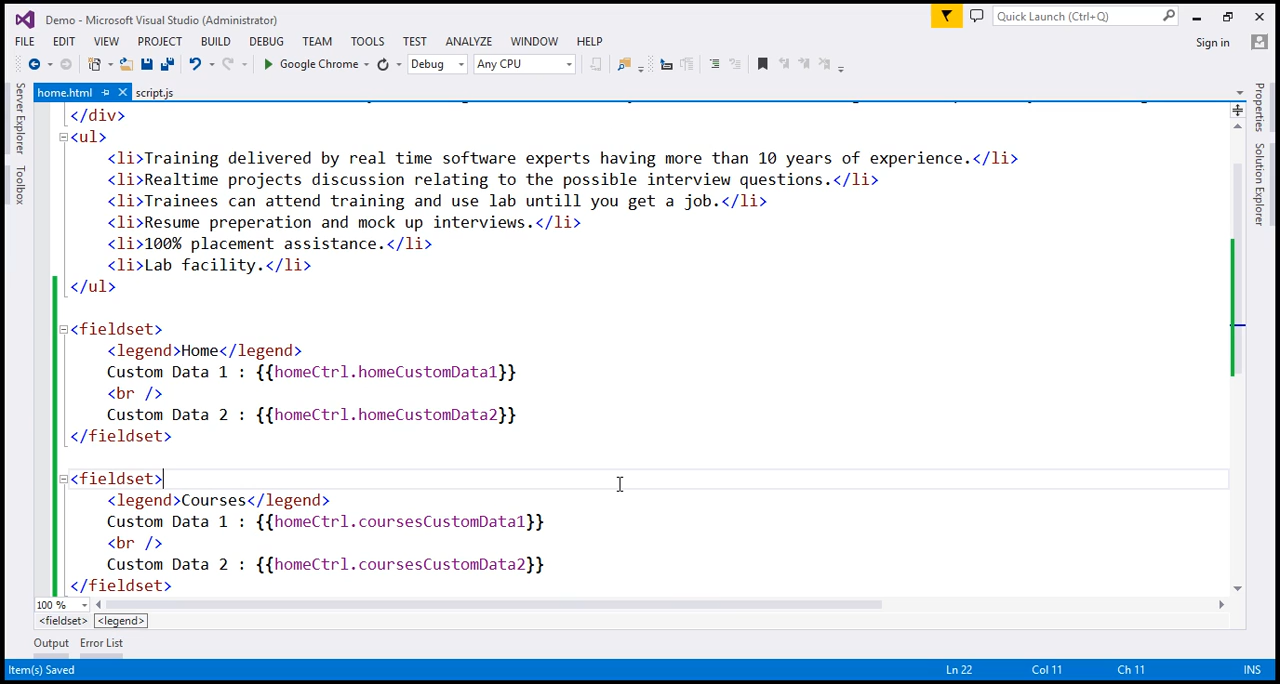 Demo - Microsoft Visual Studio (Administrator)
Quick Launch (Ctrl+Q)
FILE EDIT VIEW PROJECT BUILD DEBUG TEAM TOOLS TEST ANALYZE WINDOW HELP
Sign in
Google Chrome Debug Any CPU
Server Explorer
Toolbox
Properties
Solution Explorer
home.html script.js
</div>
<ul>
<li>Training delivered by real time software experts having more than 10 years of experience.</li>
<li>Realtime projects discussion relating to the possible interview questions.</li>
<li>Trainees can attend training and use lab untill you get a job.</li>
<li>Resume preperation and mock up interviews.</li>
<li>100% placement assistance.</li>
<li>Lab facility.</li>
</ul>
<fieldset>
<legend>Home</legend>
Custom Data 1 : {{homeCtrl.homeCustomData1}}
<br />
Custom Data 2 : {{homeCtrl.homeCustomData2}}
</fieldset>
<fieldset>
<legend>Courses</legend>
Custom Data 1 : {{homeCtrl.coursesCustomData1}}
<br />
Custom Data 2 : {{homeCtrl.coursesCustomData2}}
</fieldset>
100 %
<fieldset> <legend>
Output Error List
Item(s) Saved Ln 22 Col 11 Ch 11 INS